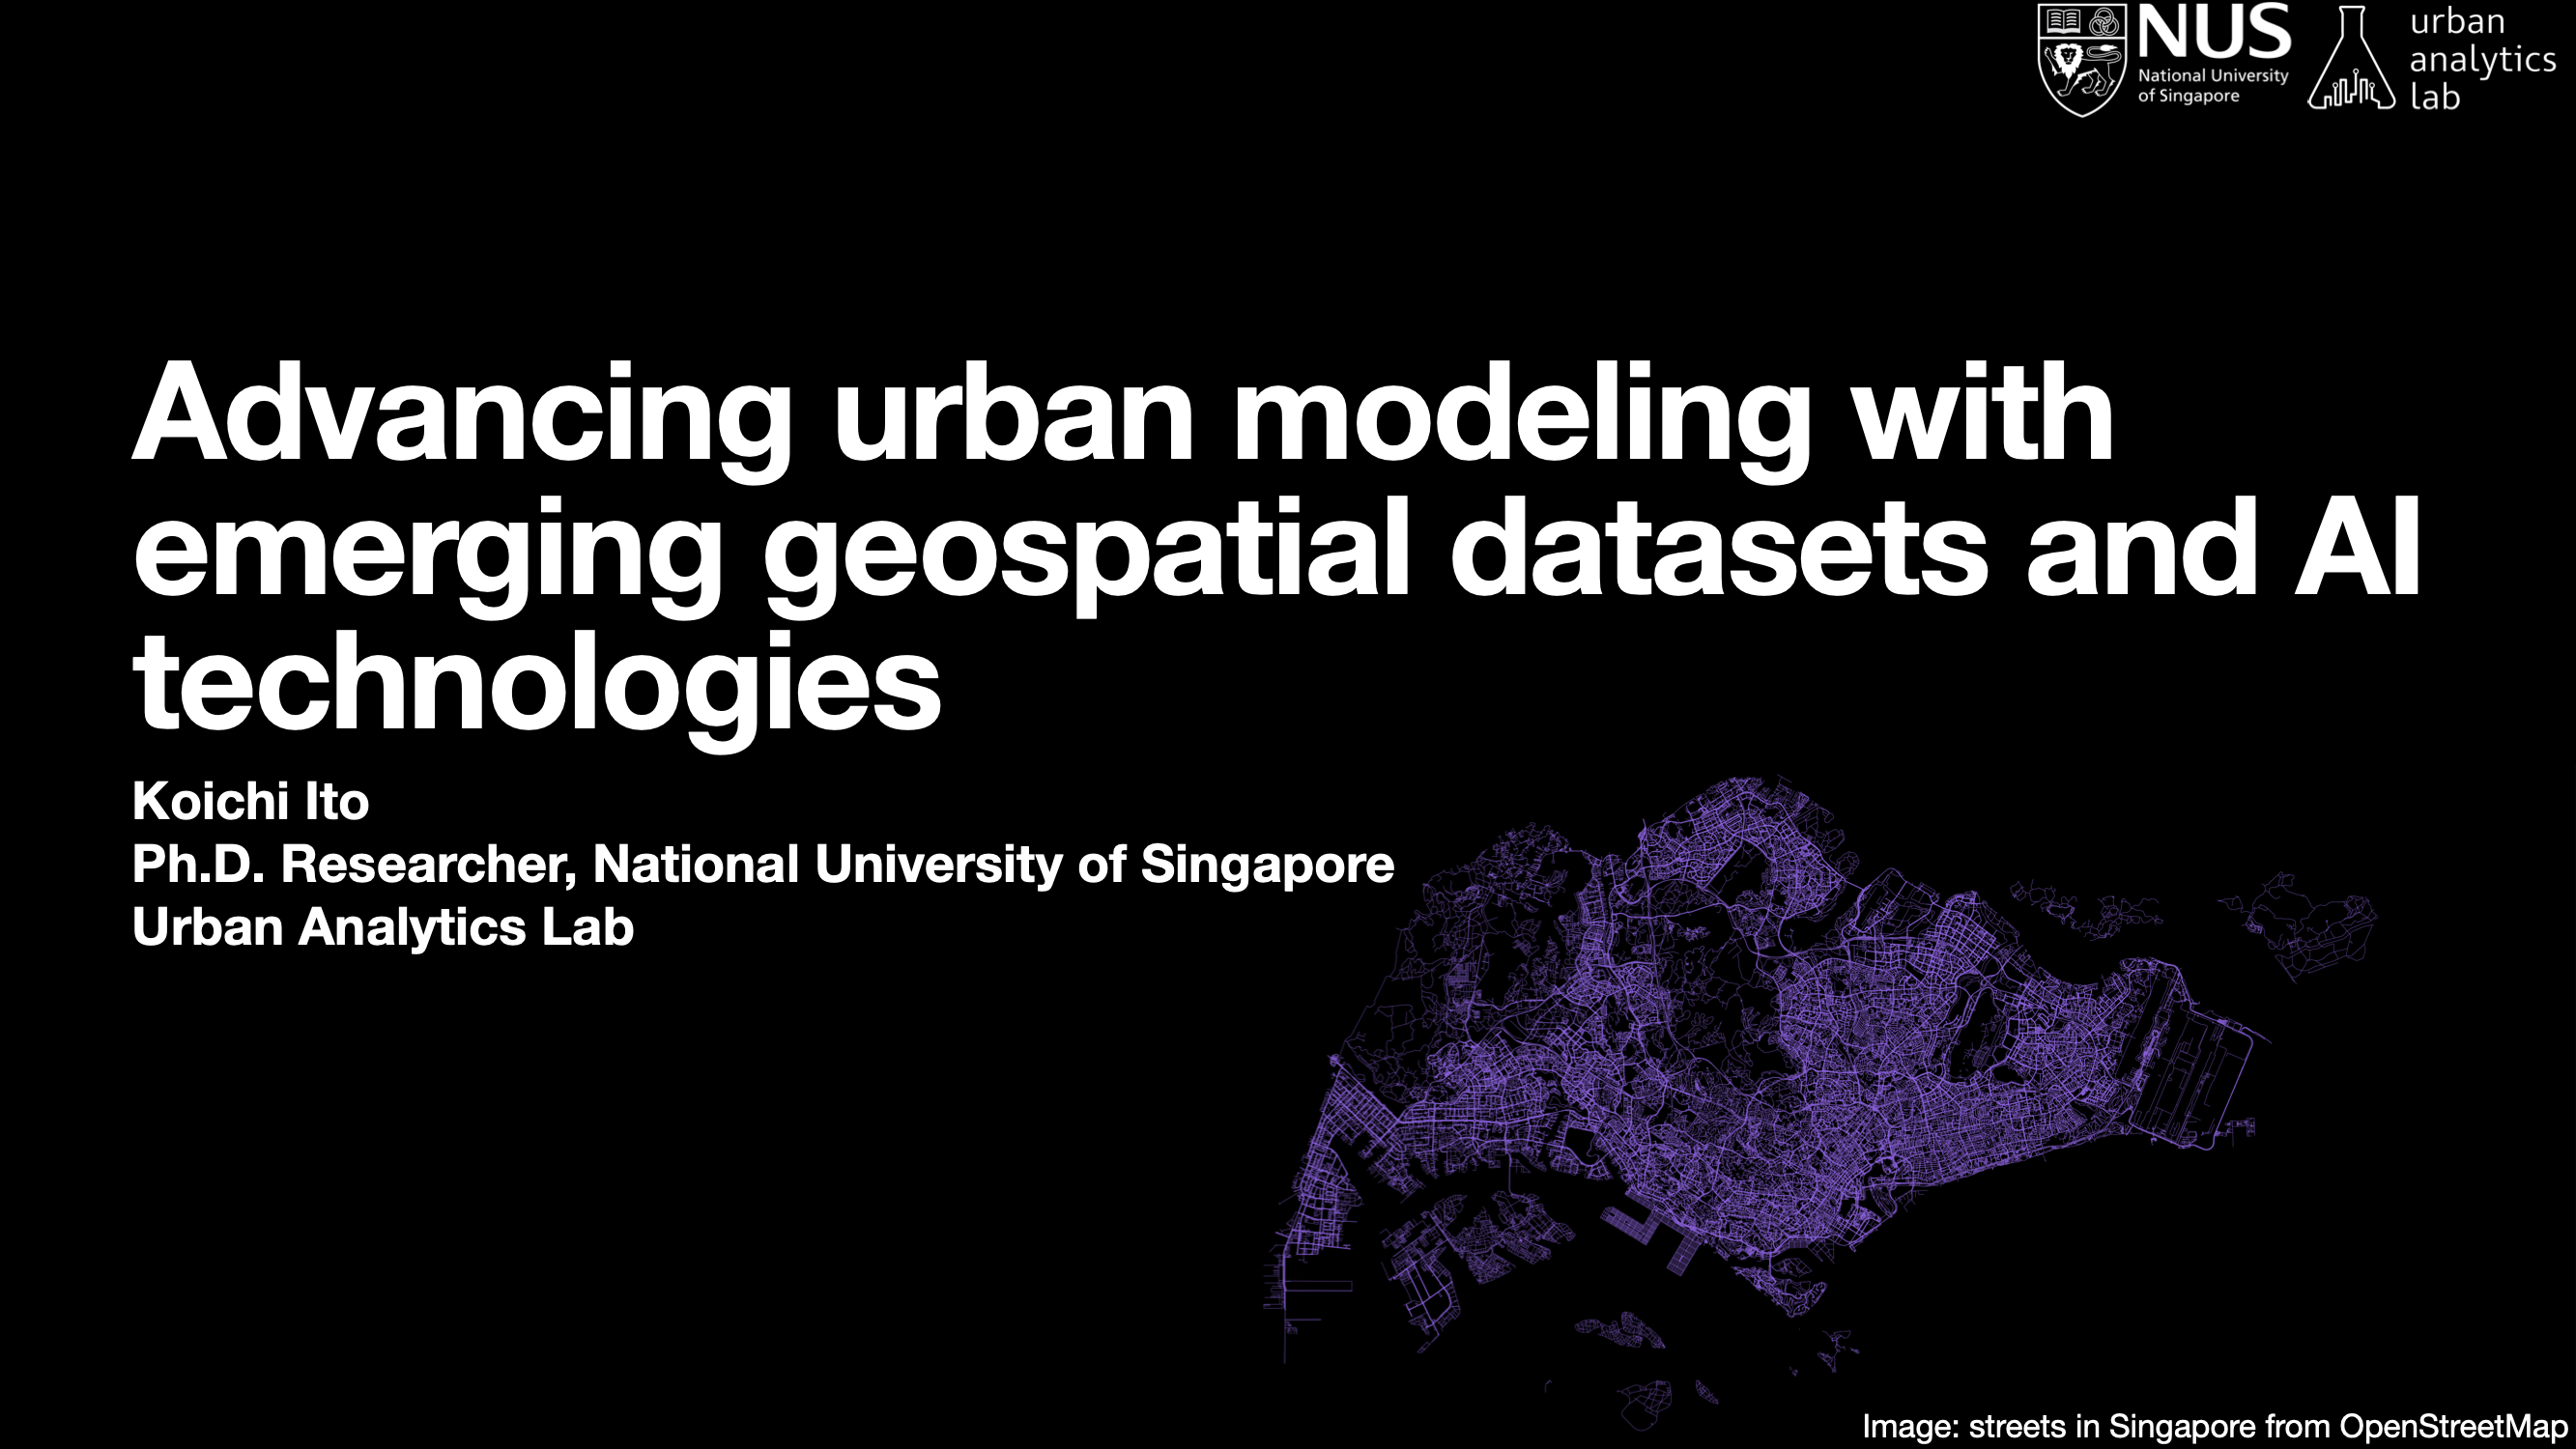 NUS
National University
of Singapore
urban
analytics
lab
Advancing urban modeling with
emerging geospatial datasets and AI
technologies
Koichi Ito
Ph.D. Researcher, National University of Singapore
Urban Analytics Lab
Image: streets in Singapore from OpenStreetMap